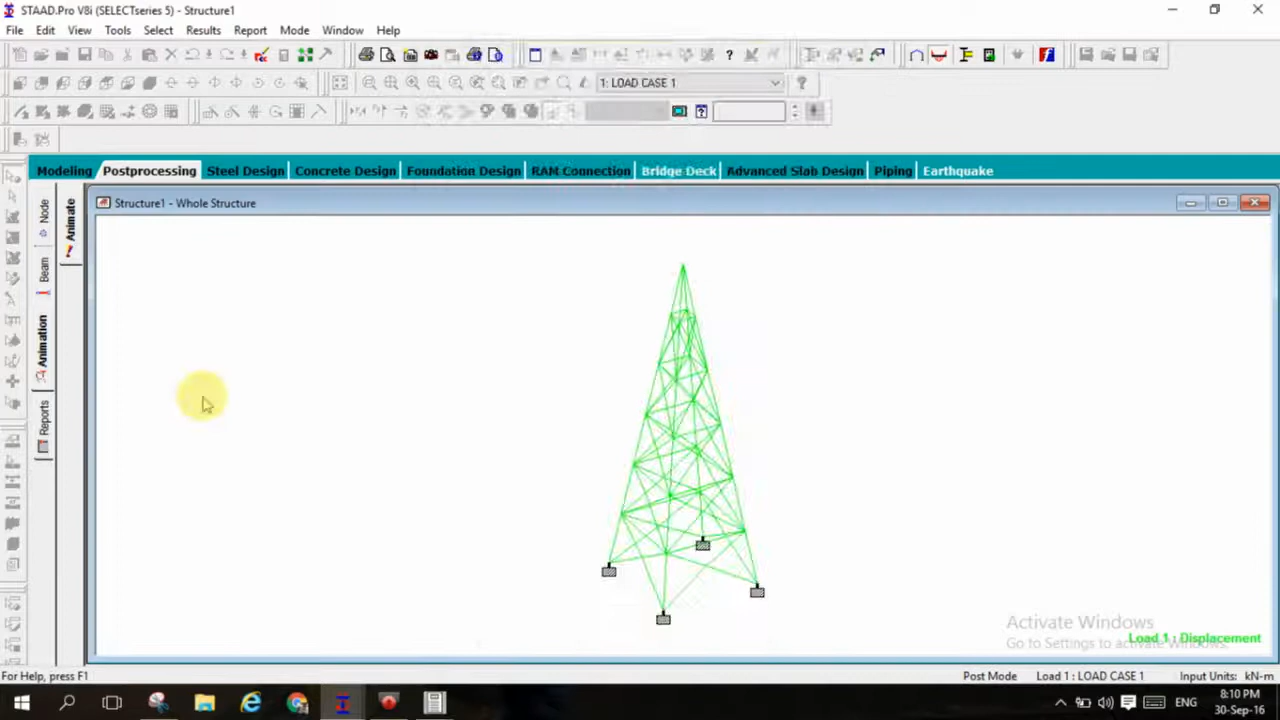 STAAD.Pro V8i (SELECTseries 5) - Structure1
File Edit View Tools Select Results Report Mode Window Help
1: LOAD CASE 1
Modeling Postprocessing Steel Design Concrete Design Foundation Design RAM Connection Bridge Deck Advanced Slab Design Piping Earthquake
Structure1 - Whole Structure
Node
Beam
Animation
Reports
Animate
Activate Windows
Go to Settings to activate Windows.
Load 1 : Displacement
For Help, press F1
Post Mode Load 1 : LOAD CASE 1 Input Units: kN-m
ENG
8:10 PM
30-Sep-16